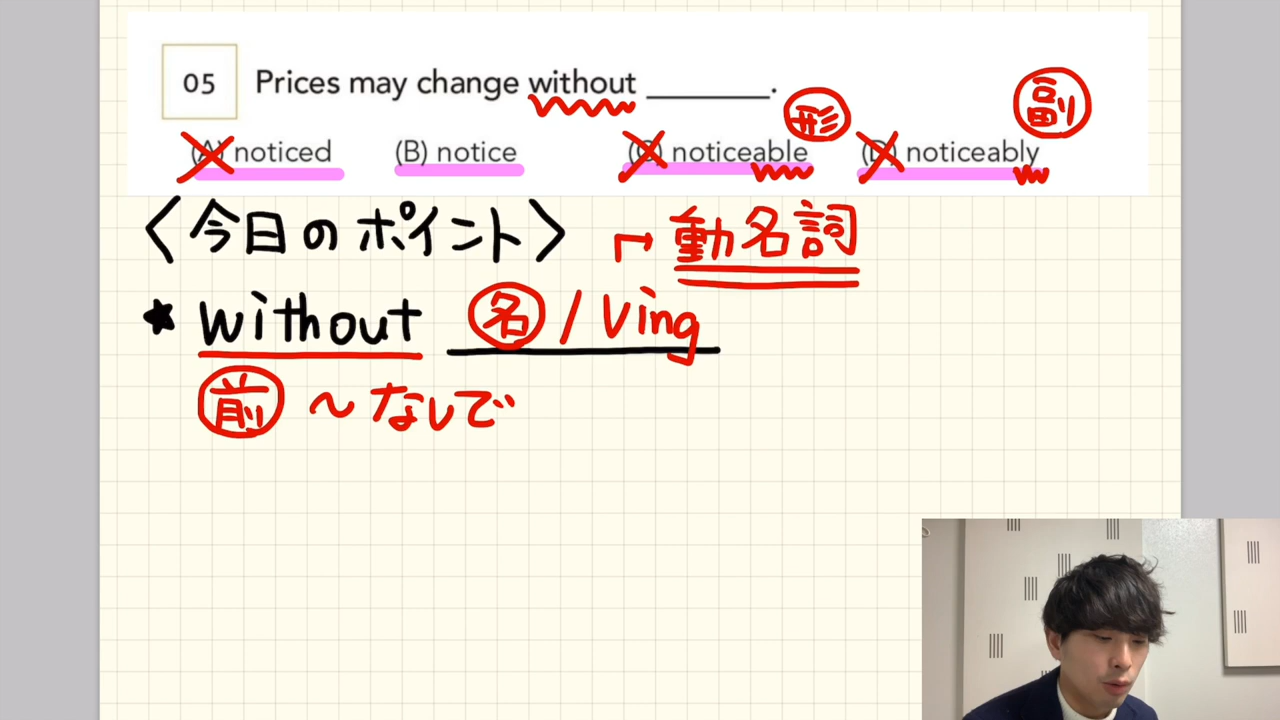 05 Prices may change without ________.
形 副
(A) noticed (B) notice (C) noticeable (D) noticeably
〈今日のポイント〉 → 動名詞
★ without 名 / Ving
前 〜なしで